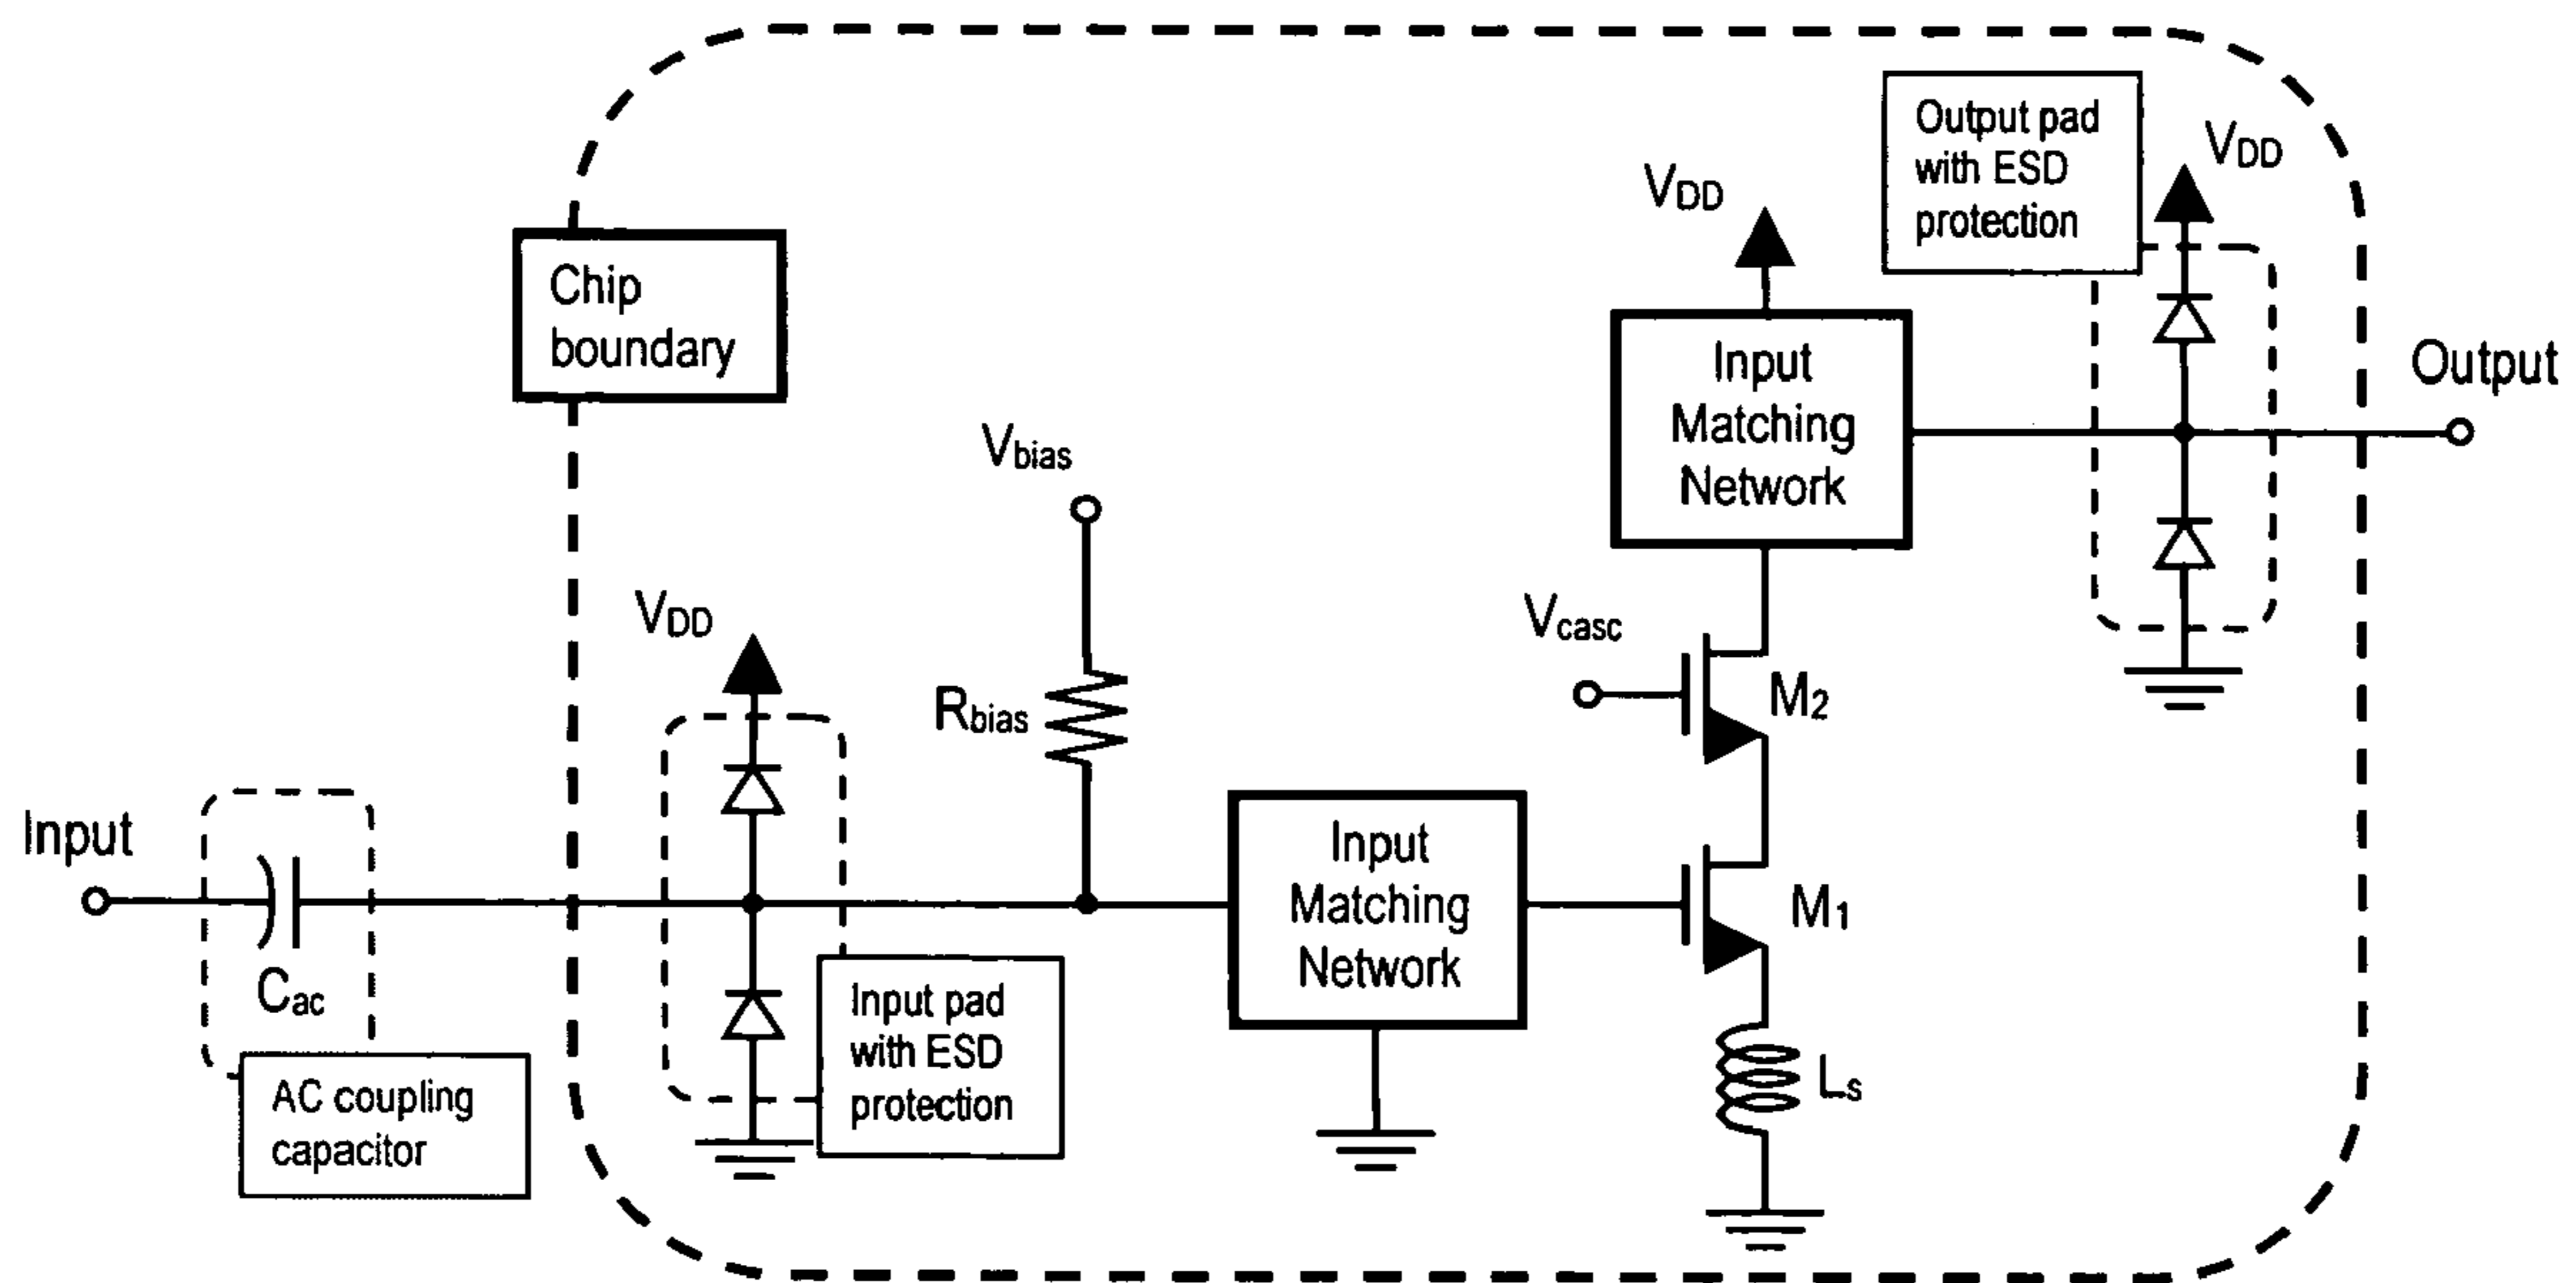 Output pad
with ESD
protection
VDD
VDD
Chip
boundary
Input
Matching
Network
Output
Vbias
VDD
Vcasc
Rbias
M2
Input
Cac
Input
Matching
Network
M1
Input pad
with ESD
protection
Ls
AC coupling
capacitor